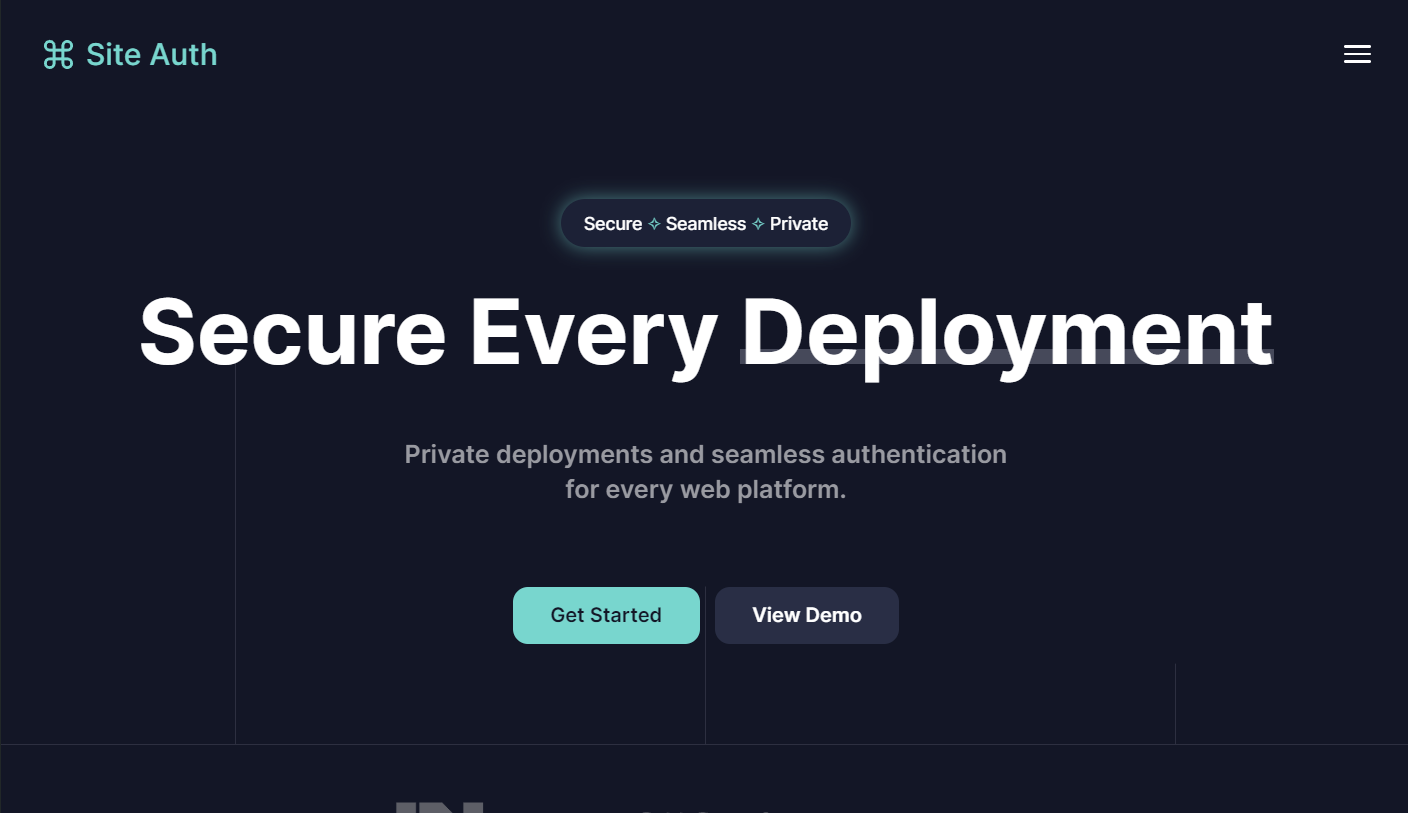 ⌘ Site Auth
Secure ✧ Seamless ✧ Private
Secure Every Deployment
Private deployments and seamless authentication
for every web platform.
Get Started
View Demo